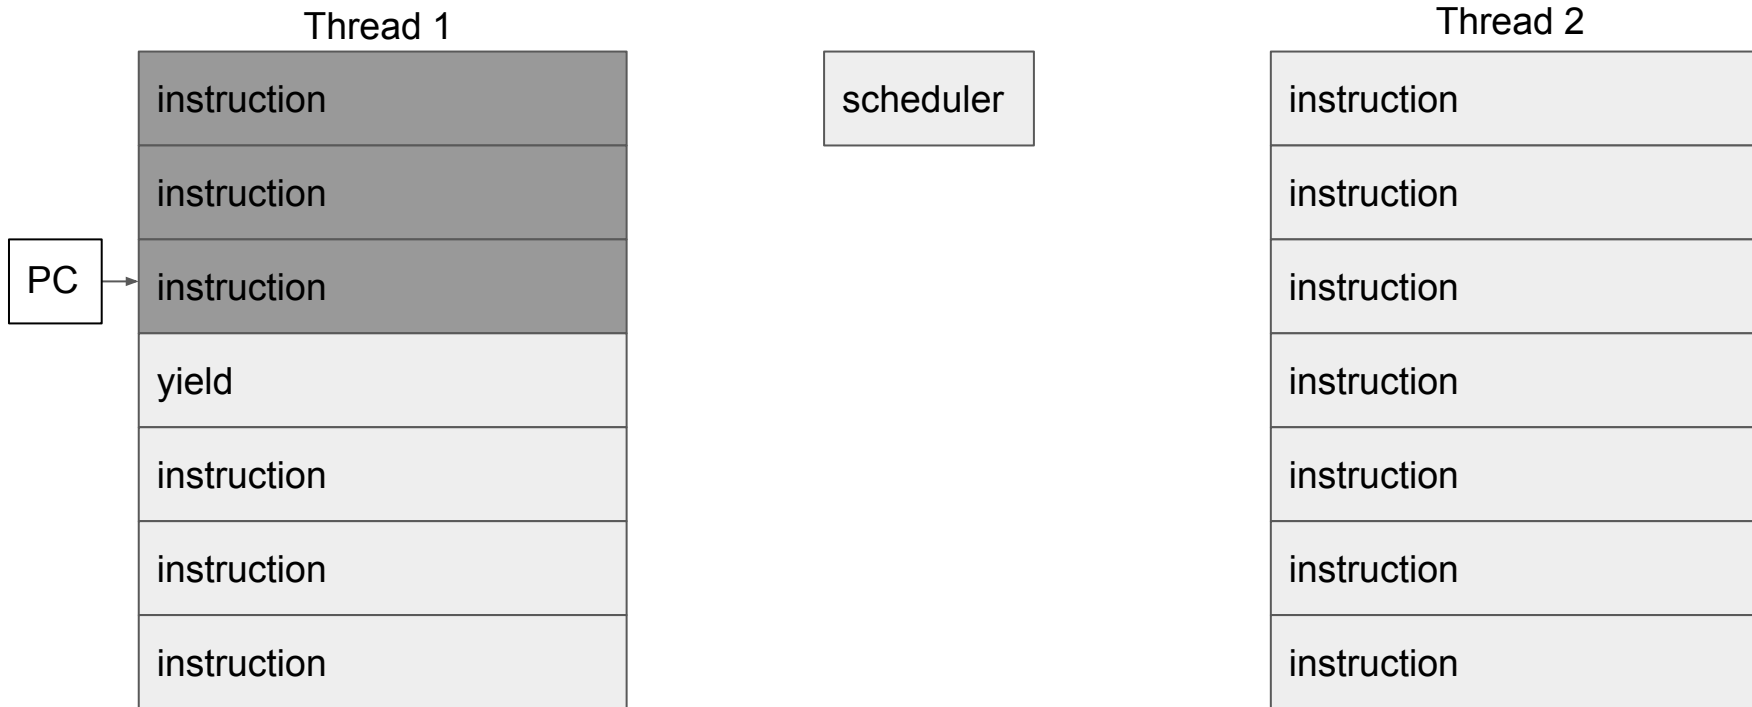 Thread 1
instruction
instruction
instruction
yield
instruction
instruction
instruction
PC
scheduler
Thread 2
instruction
instruction
instruction
instruction
instruction
instruction
instruction